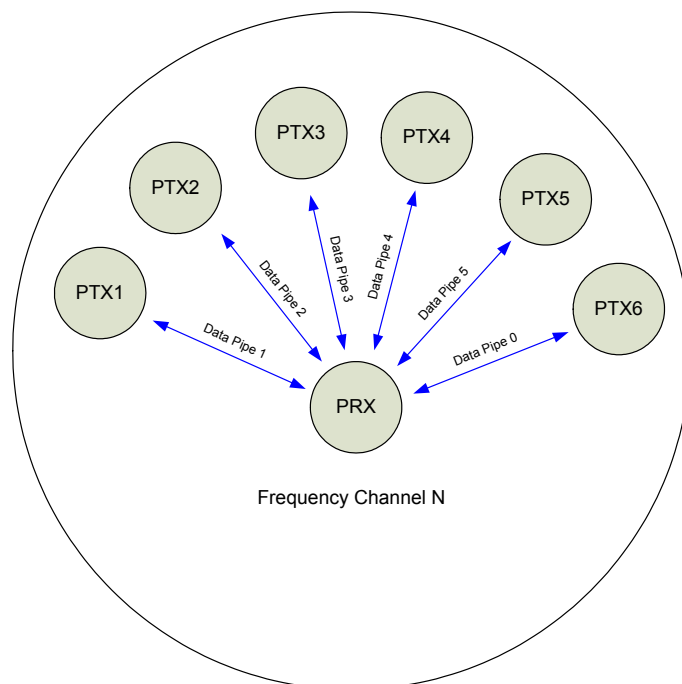 PTX3
PTX4
PTX2
PTX5
PTX1
PTX6
Data Pipe 1
Data Pipe 2
Data Pipe 3
Data Pipe 4
Data Pipe 5
Data Pipe 0
PRX
Frequency Channel N